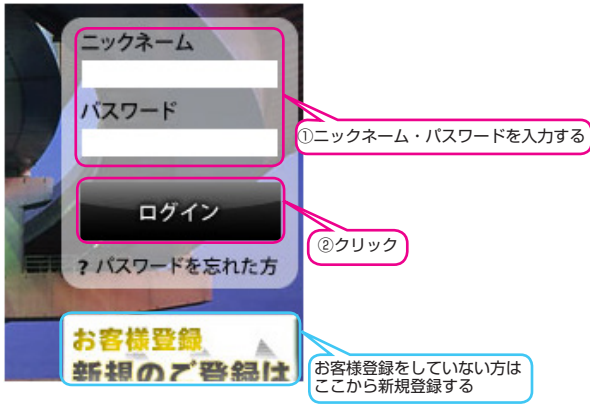 ニックネーム
パスワード
①ニックネーム・パスワードを入力する
ログイン
②クリック
? パスワードを忘れた方
お客様登録
新規のご登録は
お客様登録をしていない方は
ここから新規登録する